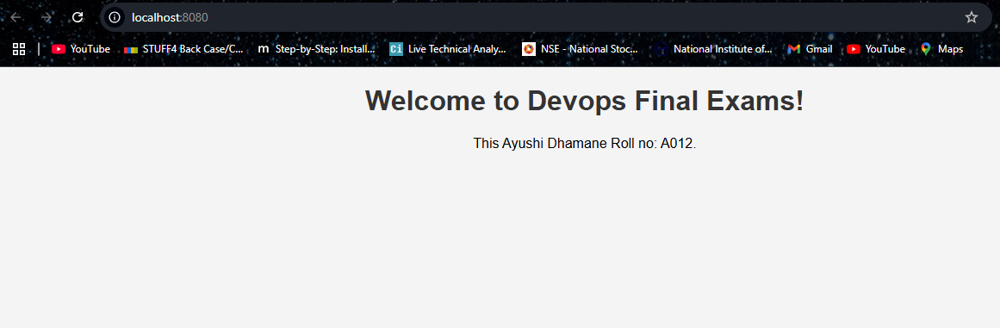 localhost:8080
YouTube STUFF4 Back Case/C... Step-by-Step: Install... Live Technical Analy... NSE - National Stoc... National Institute of... Gmail YouTube Maps
Welcome to Devops Final Exams!
This Ayushi Dhamane Roll no: A012.